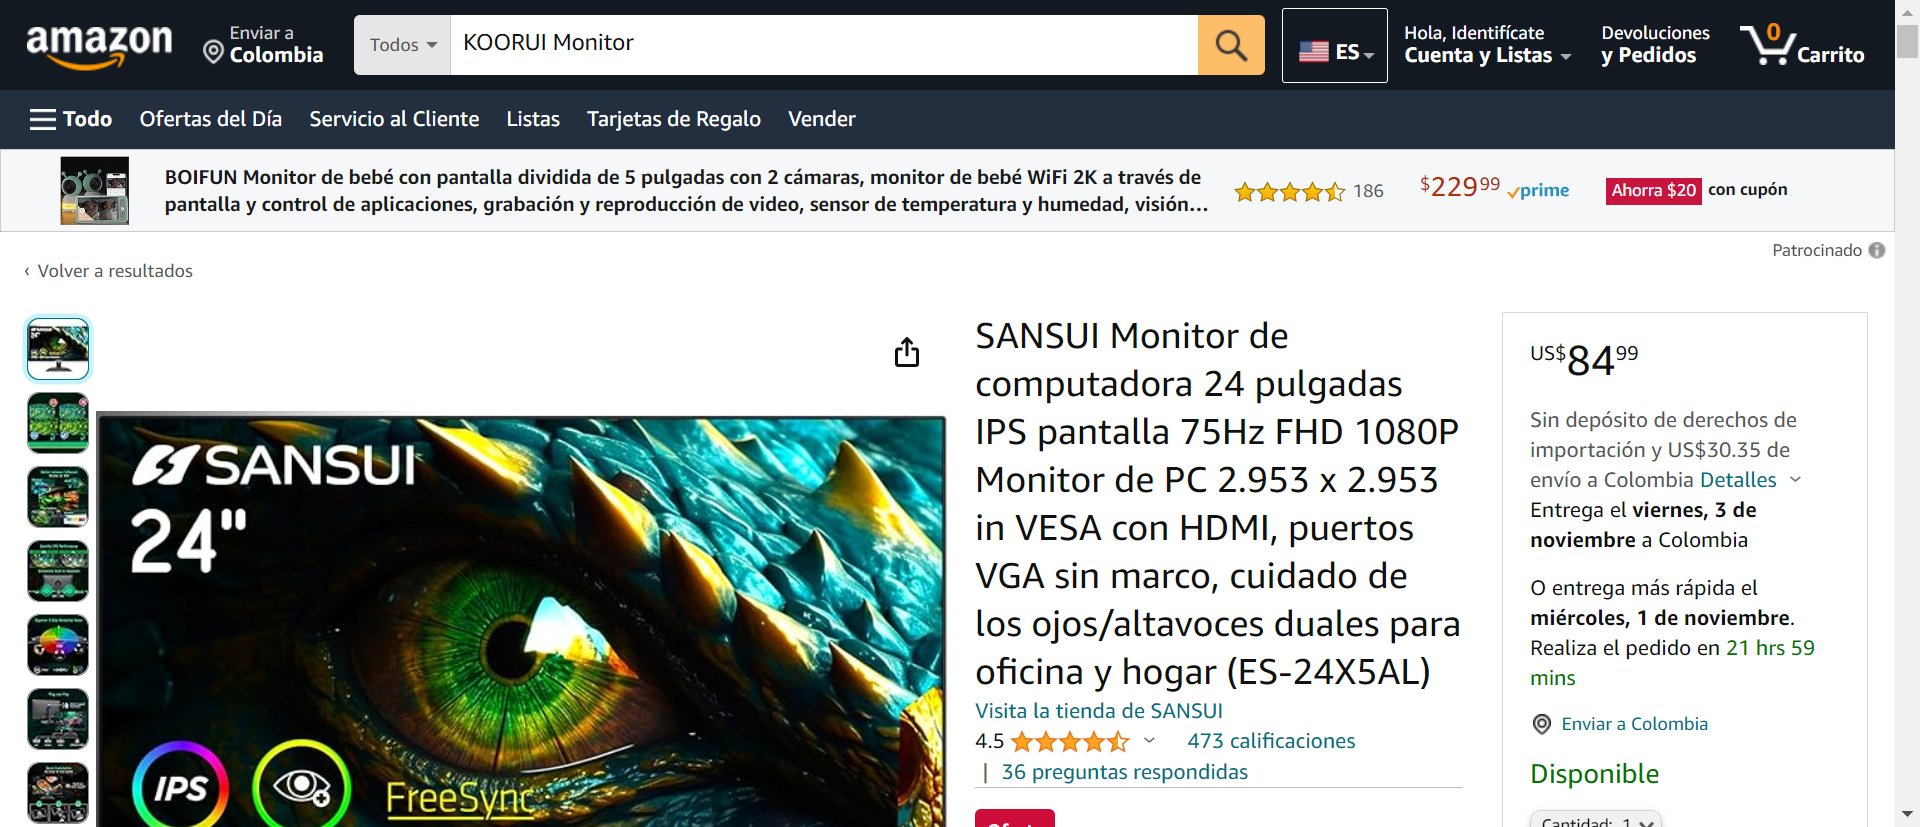 amazon
Enviar a
Colombia
Todos
KOORUI Monitor
ES
Hola, Identifícate
Cuenta y Listas
Devoluciones
y Pedidos
0
Carrito
Todo
Ofertas del Día
Servicio al Cliente
Listas
Tarjetas de Regalo
Vender
BOIFUN Monitor de bebé con pantalla dividida de 5 pulgadas con 2 cámaras, monitor de bebé WiFi 2K a través de
pantalla y control de aplicaciones, grabación y reproducción de video, sensor de temperatura y humedad, visión...
186
$229.99
prime
Ahorra $20 con cupón
Patrocinado
‹ Volver a resultados
SANSUI
24"
IPS
FreeSync
SANSUI Monitor de
computadora 24 pulgadas
IPS pantalla 75Hz FHD 1080P
Monitor de PC 2.953 x 2.953
in VESA con HDMI, puertos
VGA sin marco, cuidado de
los ojos/altavoces duales para
oficina y hogar (ES-24X5AL)
Visita la tienda de SANSUI
4.5
473 calificaciones
| 36 preguntas respondidas
Oferta
US$84.99
Sin depósito de derechos de
importación y US$30.35 de
envío a Colombia Detalles
Entrega el viernes, 3 de
noviembre a Colombia
O entrega más rápida el
miércoles, 1 de noviembre.
Realiza el pedido en 21 hrs 59
mins
Enviar a Colombia
Disponible
Cantidad: 1